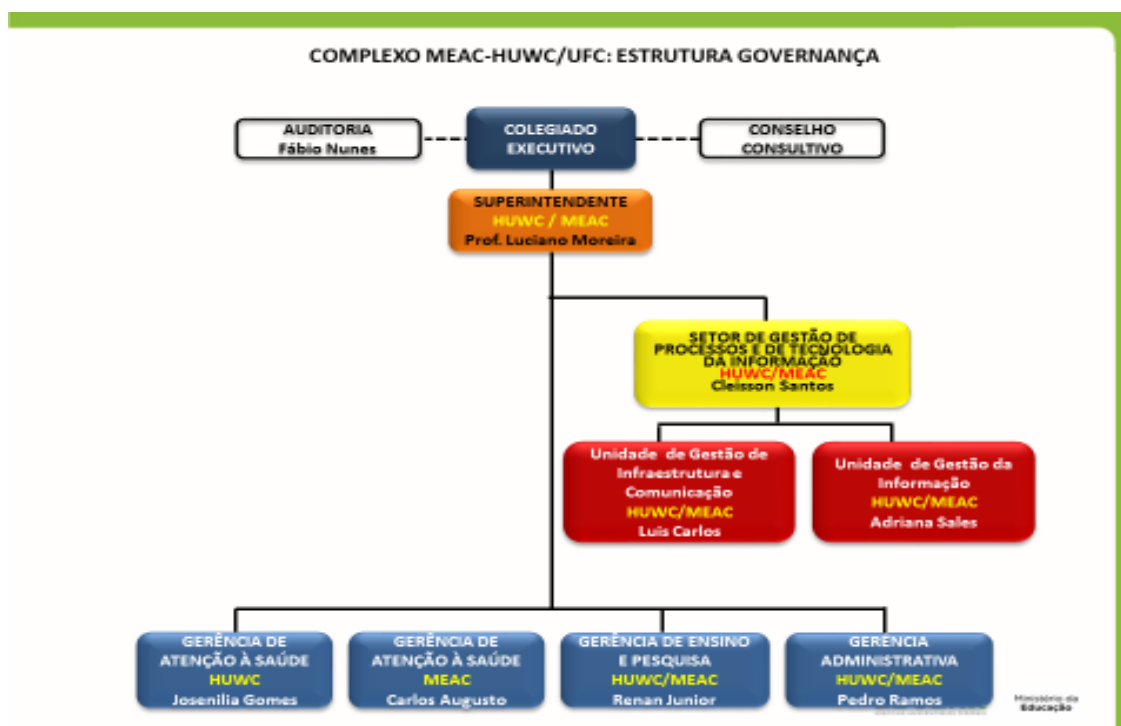 COMPLEXO MEAC-HUWC/UFC: ESTRUTURA GOVERNANÇA
AUDITORIA
Fábio Nunes
COLEGIADO
EXECUTIVO
CONSELHO
CONSULTIVO
SUPERINTENDENTE
HUWC / MEAC
Prof. Luciano Moreira
SETOR DE GESTÃO DE
PROCESSOS E DE TECNOLOGIA
DA INFORMAÇÃO
HUWC/MEAC
Cleisson Santos
Unidade de Gestão de
Infraestrutura e
Comunicação
HUWC/MEAC
Luis Carlos
Unidade de Gestão da
Informação
HUWC/MEAC
Adriana Sales
GERÊNCIA DE
ATENÇÃO À SAÚDE
HUWC
Josenilia Gomes
GERÊNCIA DE
ATENÇÃO À SAÚDE
MEAC
Carlos Augusto
GERÊNCIA DE ENSINO
E PESQUISA
HUWC/MEAC
Renan Junior
GERÊNCIA
ADMINISTRATIVA
HUWC/MEAC
Pedro Ramos
Ministério da
Educação